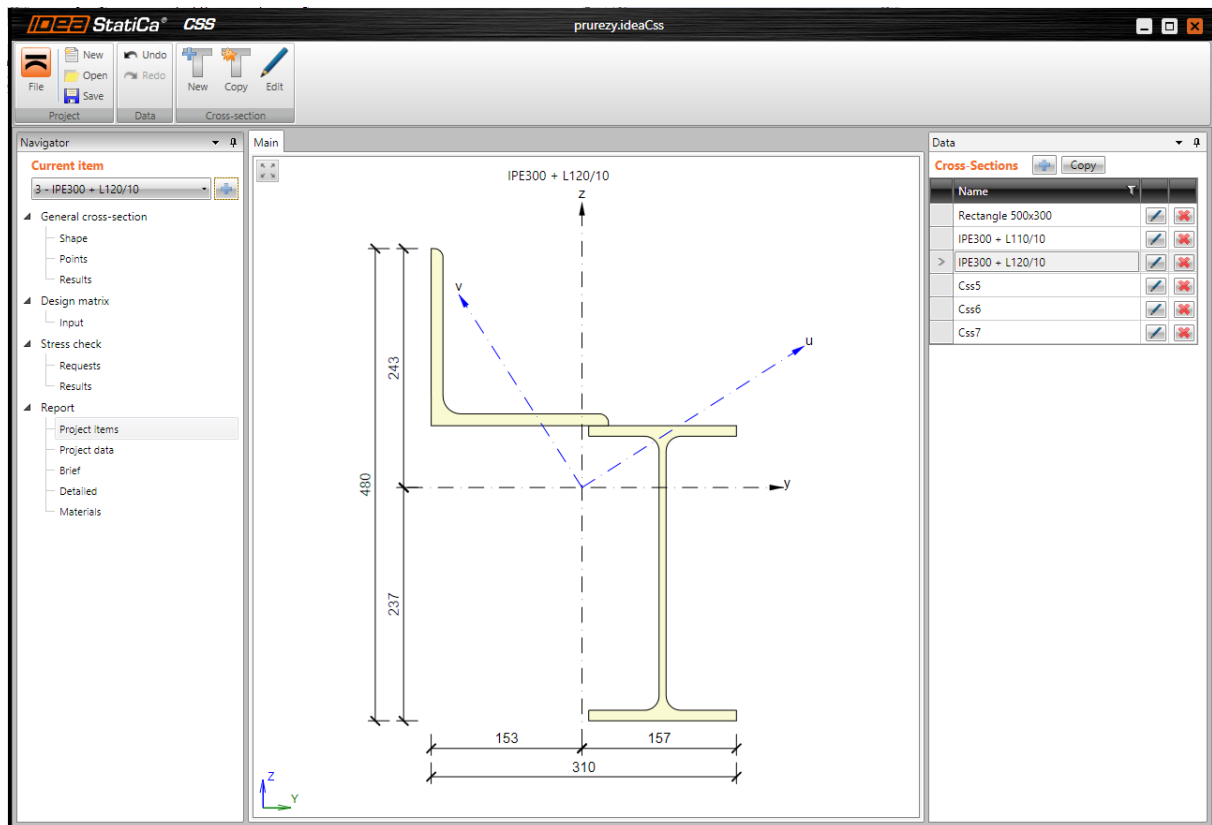 IDEA StatiCa® CSS
prurezy.ideaCss
File
New
Open
Save
Project
Undo
Redo
Data
New
Copy
Edit
Cross-section
Navigator
Current item
3 - IPE300 + L120/10
General cross-section
Shape
Points
Results
Design matrix
Input
Stress check
Requests
Results
Report
Project items
Project data
Brief
Detailed
Materials
Main
IPE300 + L120/10
z
v
u
y
243
480
237
153
157
310
Z
Y
Data
Cross-Sections
Copy
Name
Rectangle 500x300
IPE300 + L110/10
> IPE300 + L120/10
Css5
Css6
Css7